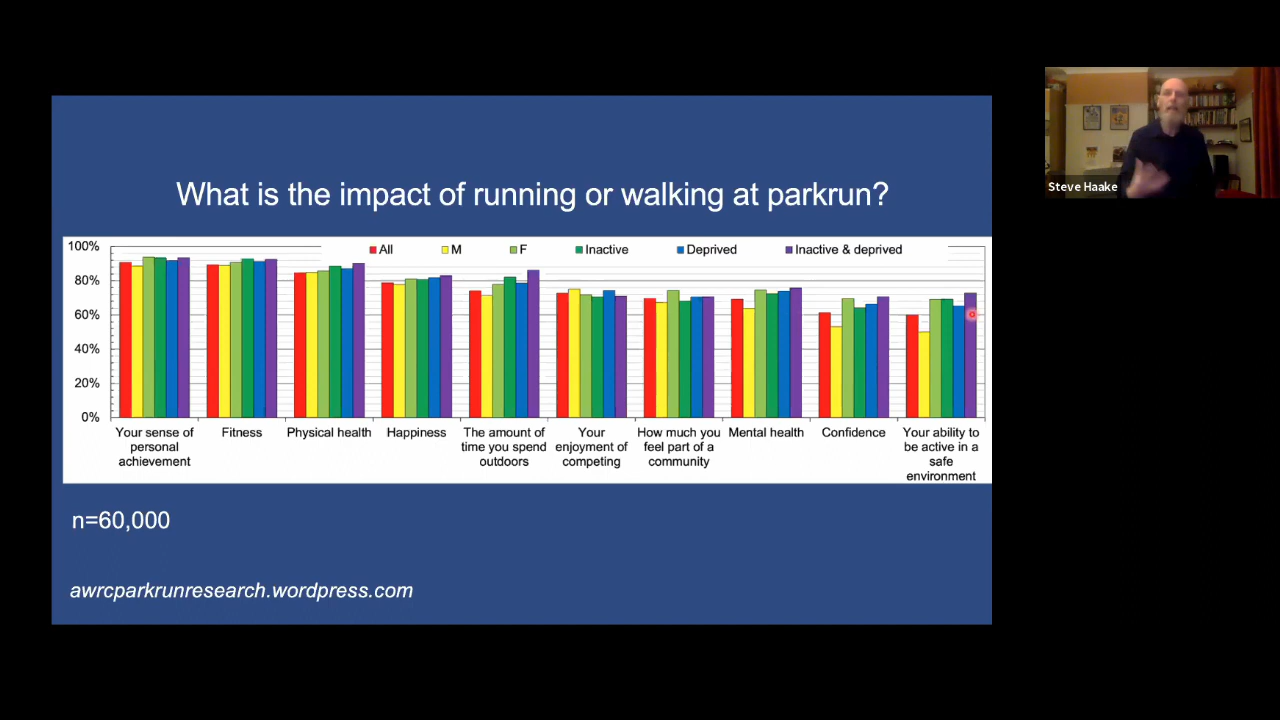 What is the impact of running or walking at parkrun?
100%
80%
60%
40%
20%
0%
All
M
F
Inactive
Deprived
Inactive & deprived
Your sense of
personal
achievement
Fitness
Physical health
Happiness
The amount of
time you spend
outdoors
Your
enjoyment of
competing
How much you
feel part of a
community
Mental health
Confidence
Your ability to
be active in a
safe
environment
n=60,000
awrcparkrunresearch.wordpress.com
Steve Haake